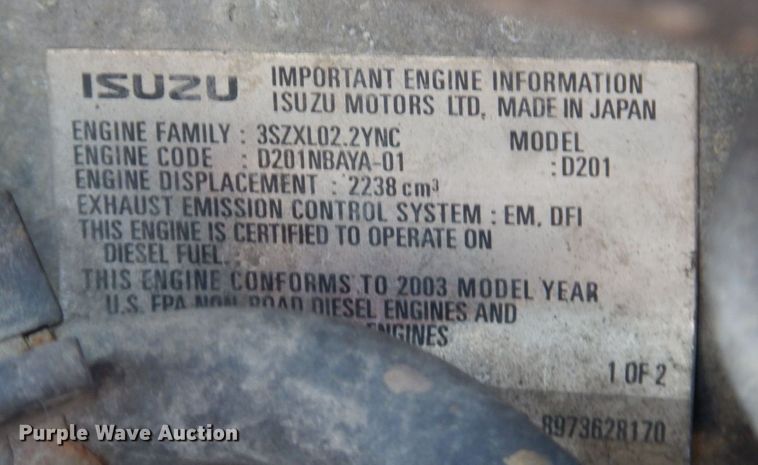 ISUZU IMPORTANT ENGINE INFORMATION
ISUZU MOTORS LTD, MADE IN JAPAN
ENGINE FAMILY : 3SZXL02.2YNC MODEL
ENGINE CODE : D201NBAYA-01 : D201
ENGINE DISPLACEMENT : 2238 cm³
EXHAUST EMISSION CONTROL SYSTEM : EM, DFI
THIS ENGINE IS CERTIFIED TO OPERATE ON
DIESEL FUEL.
THIS ENGINE CONFORMS TO 2003 MODEL YEAR
U.S. EPA NON-ROAD DIESEL ENGINES AND
ENGINES
1 OF 2
8973628170
Purple Wave Auction